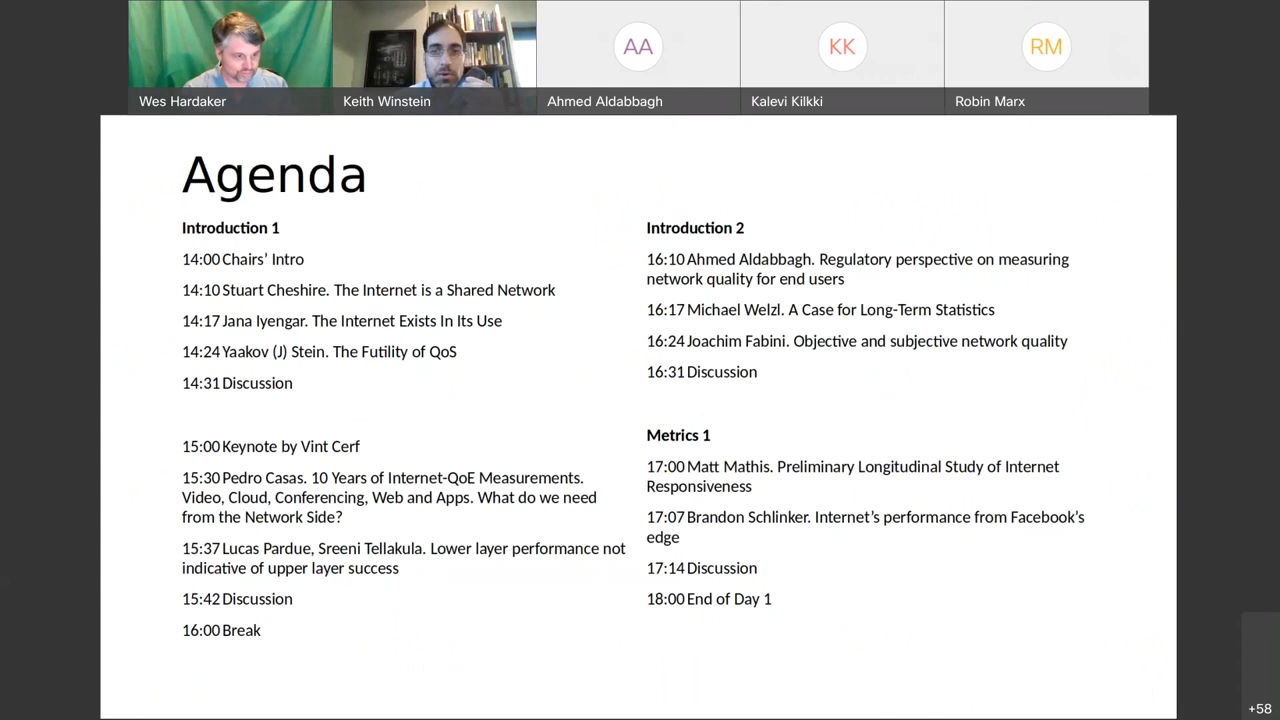 AA
KK
RM
Wes Hardaker
Keith Winstein
Ahmed Aldabbagh
Kalevi Kilkki
Robin Marx
Agenda
Introduction 1
14:00 Chairs’ Intro
14:10 Stuart Cheshire. The Internet is a Shared Network
14:17 Jana Iyengar. The Internet Exists In Its Use
14:24 Yaakov (J) Stein. The Futility of QoS
14:31 Discussion
15:00 Keynote by Vint Cerf
15:30 Pedro Casas. 10 Years of Internet-QoE Measurements.
Video, Cloud, Conferencing, Web and Apps. What do we need
from the Network Side?
15:37 Lucas Pardue, Sreeni Tellakula. Lower layer performance not
indicative of upper layer success
15:42 Discussion
16:00 Break
Introduction 2
16:10 Ahmed Aldabbagh. Regulatory perspective on measuring
network quality for end users
16:17 Michael Welzl. A Case for Long-Term Statistics
16:24 Joachim Fabini. Objective and subjective network quality
16:31 Discussion
Metrics 1
17:00 Matt Mathis. Preliminary Longitudinal Study of Internet
Responsiveness
17:07 Brandon Schlinker. Internet’s performance from Facebook’s
edge
17:14 Discussion
18:00 End of Day 1
+58